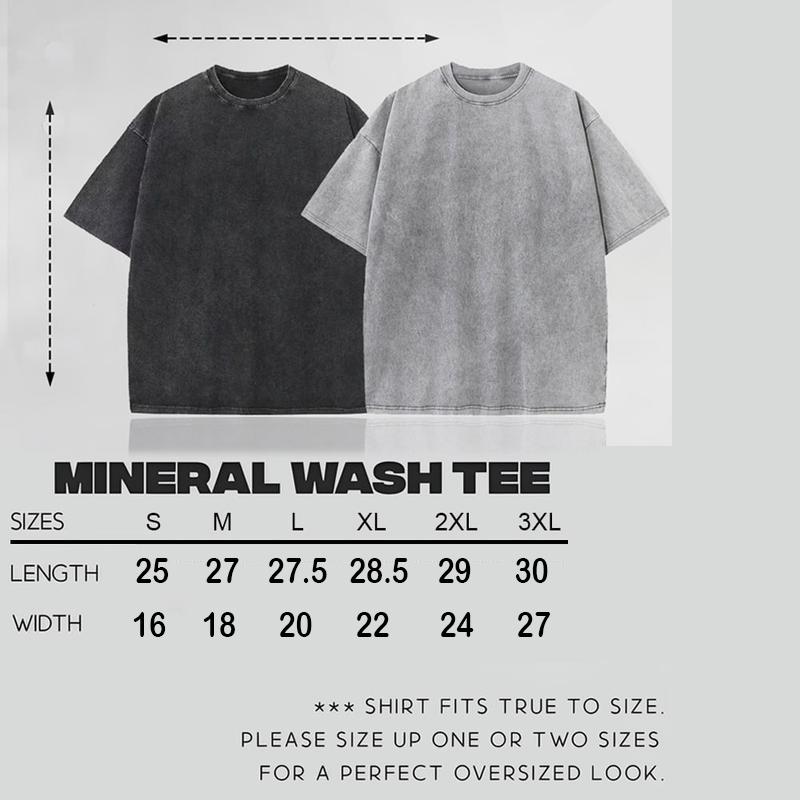 MINERAL WASH TEE
SIZES S M L XL 2XL 3XL
LENGTH 25 27 27.5 28.5 29 30
WIDTH 16 18 20 22 24 27
*** SHIRT FITS TRUE TO SIZE.
PLEASE SIZE UP ONE OR TWO SIZES
FOR A PERFECT OVERSIZED LOOK.